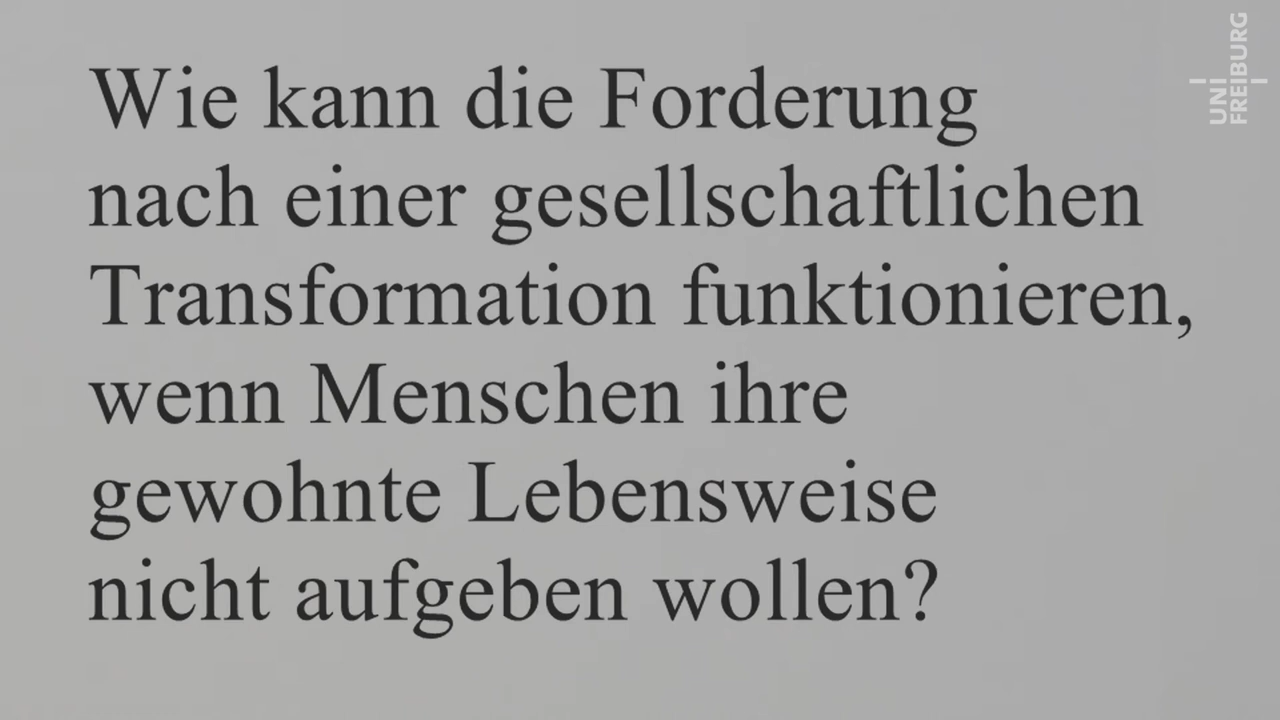 Wie kann die Forderung
nach einer gesellschaftlichen
Transformation funktionieren,
wenn Menschen ihre
gewohnte Lebensweise
nicht aufgeben wollen?
UNI
FREIBURG